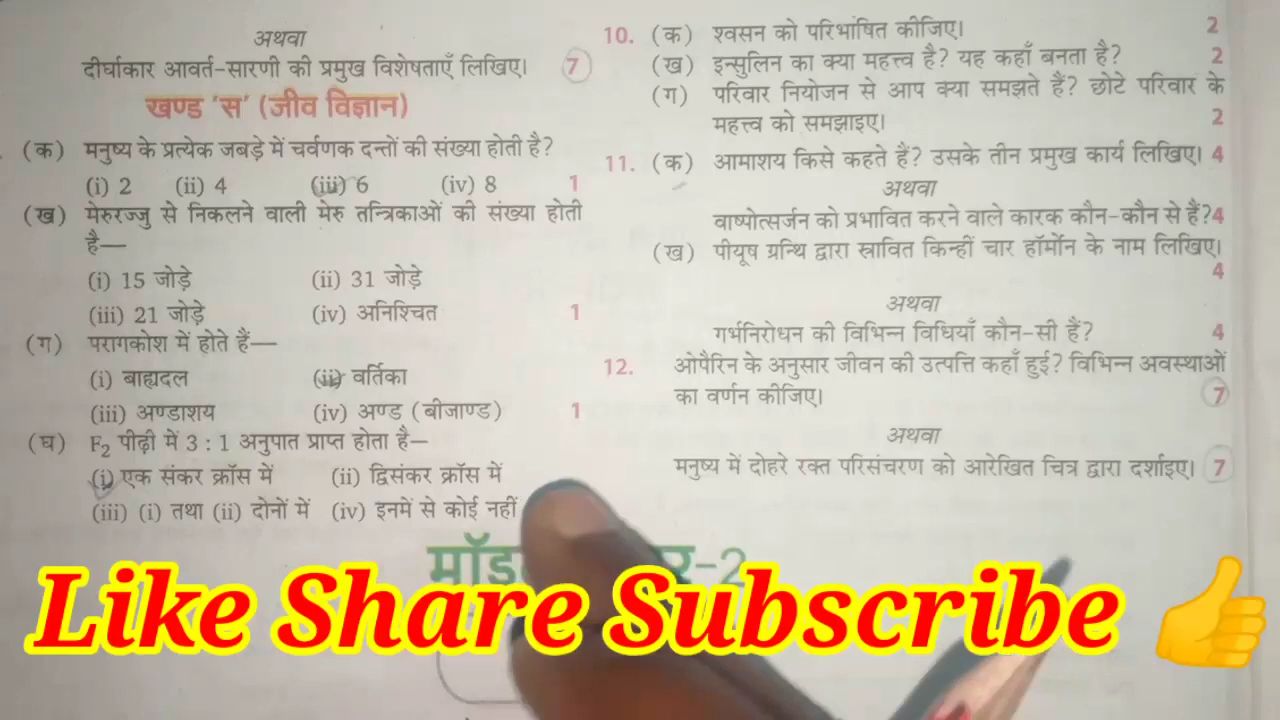 अथवा
दीर्घाकार आवर्त-सारणी की प्रमुख विशेषताएँ लिखिए। 7
खण्ड 'स' (जीव विज्ञान)
(क) मनुष्य के प्रत्येक जबड़े में चर्वणक दन्तों की संख्या होती है?
(i) 2 (ii) 4 (iii) 6 (iv) 8 1
(ख) मेरुरज्जु से निकलने वाली मेरु तन्त्रिकाओं की संख्या होती
है—
(i) 15 जोड़े (ii) 31 जोड़े
(iii) 21 जोड़े (iv) अनिश्चित 1
(ग) परागकोश में होते हैं—
(i) बाह्यदल (ii) वर्तिका
(iii) अण्डाशय (iv) अण्ड (बीजाण्ड) 1
(घ) F₂ पीढ़ी में 3 : 1 अनुपात प्राप्त होता है—
(i) एक संकर क्रॉस में (ii) द्विसंकर क्रॉस में
(iii) (i) तथा (ii) दोनों में (iv) इनमें से कोई नहीं
10. (क) श्वसन को परिभाषित कीजिए। 2
(ख) इन्सुलिन का क्या महत्त्व है? यह कहाँ बनता है? 2
(ग) परिवार नियोजन से आप क्या समझते हैं? छोटे परिवार के
महत्त्व को समझाइए। 2
11. (क) आमाशय किसे कहते हैं? उसके तीन प्रमुख कार्य लिखिए। 4
अथवा
वाष्पोत्सर्जन को प्रभावित करने वाले कारक कौन-कौन से हैं? 4
(ख) पीयूष ग्रन्थि द्वारा स्रावित किन्हीं चार हॉर्मोन के नाम लिखिए।
4
अथवा
गर्भनिरोधन की विभिन्न विधियाँ कौन-सी हैं? 4
12. ओपैरिन के अनुसार जीवन की उत्पत्ति कहाँ हुई? विभिन्न अवस्थाओं
का वर्णन कीजिए। 7
अथवा
मनुष्य में दोहरे रक्त परिसंचरण को आरेखित चित्र द्वारा दर्शाइए। 7
-2
Like Share Subscribe 👍